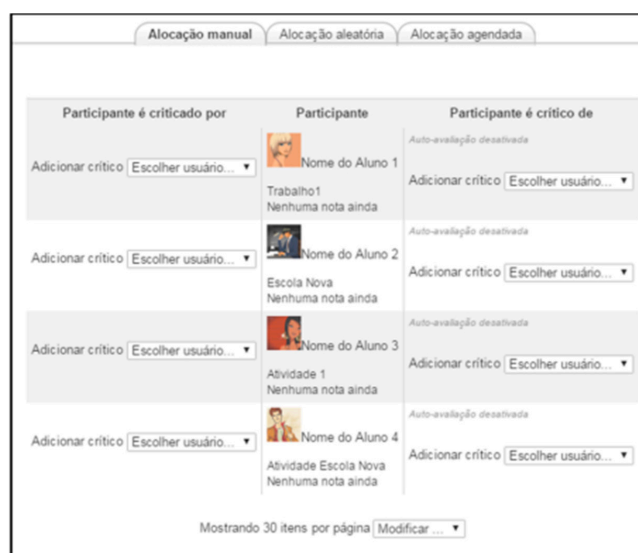 Alocação manual Alocação aleatória Alocação agendada
Participante é criticado por Participante Participante é crítico de
Adicionar crítico Escolher usuário... Nome do Aluno 1 Auto-avaliação desativada
Trabalho1 Adicionar crítico Escolher usuário...
Nenhuma nota ainda
Adicionar crítico Escolher usuário... Nome do Aluno 2 Auto-avaliação desativada
Escola Nova Adicionar crítico Escolher usuário...
Nenhuma nota ainda
Adicionar crítico Escolher usuário... Nome do Aluno 3 Auto-avaliação desativada
Atividade 1 Adicionar crítico Escolher usuário...
Nenhuma nota ainda
Adicionar crítico Escolher usuário... Nome do Aluno 4 Auto-avaliação desativada
Atividade Escola Nova Adicionar crítico Escolher usuário...
Nenhuma nota ainda
Mostrando 30 itens por página Modificar ...